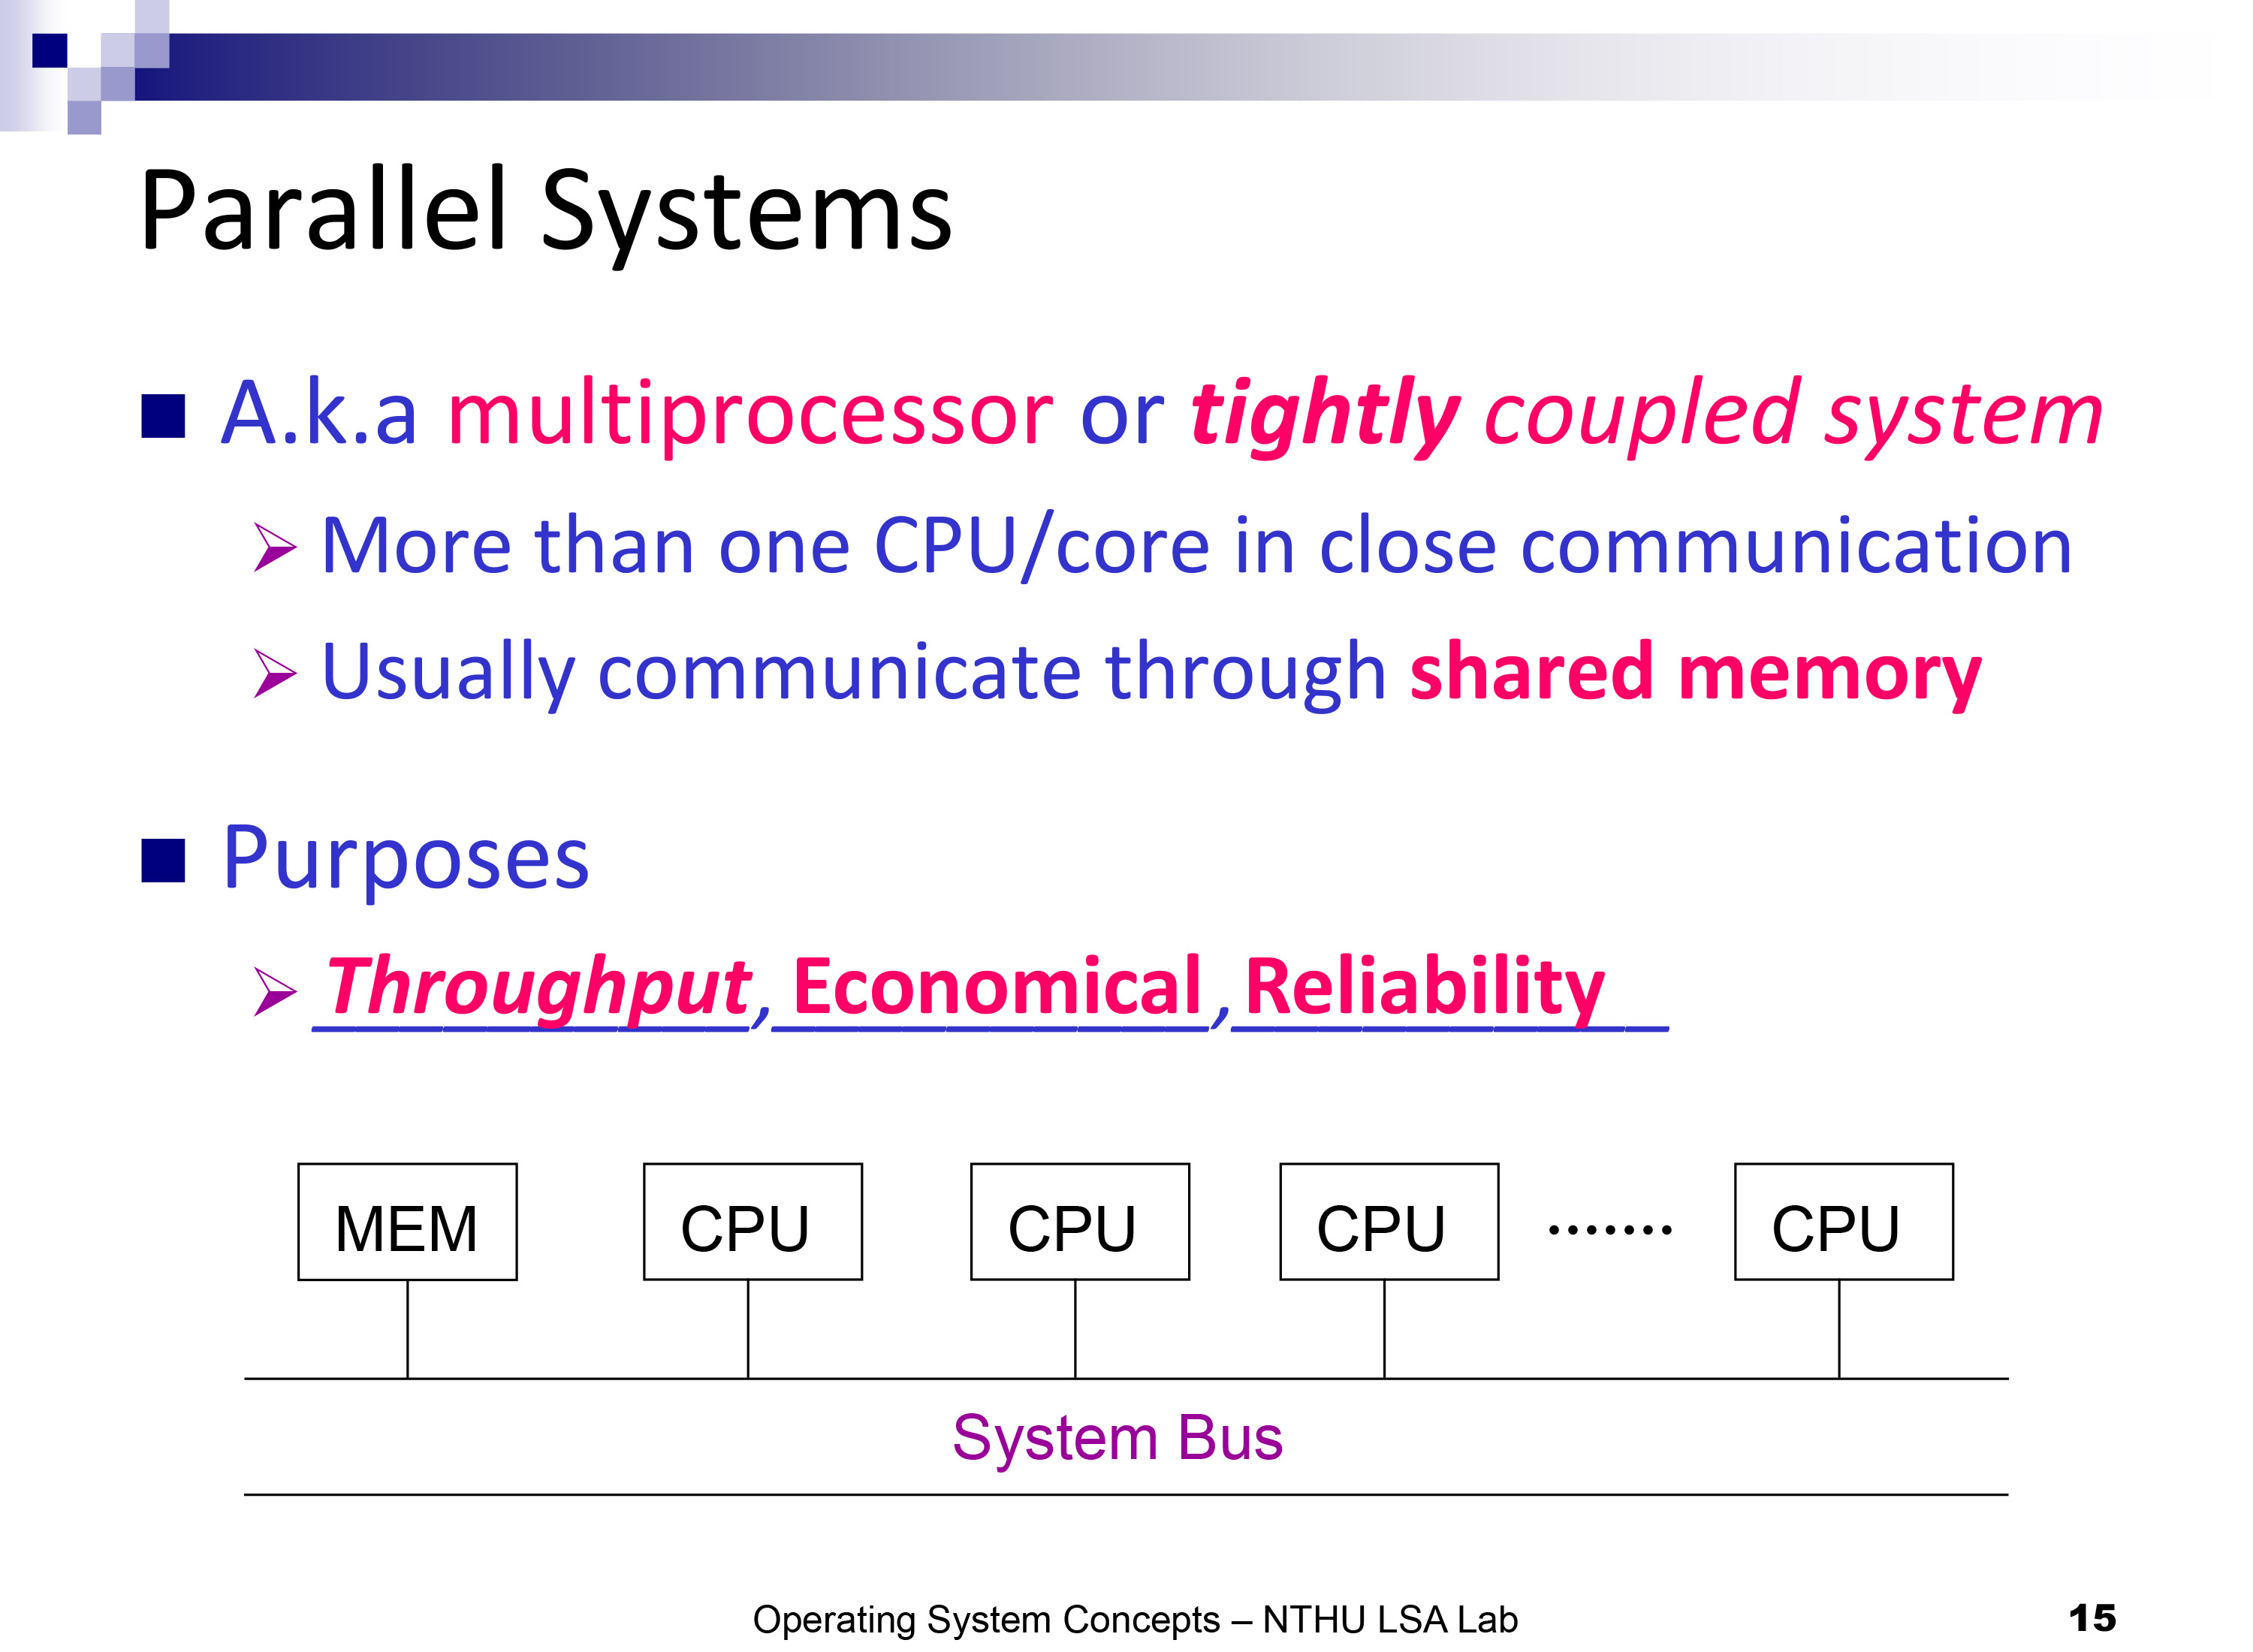 Parallel Systems
A.k.a multiprocessor or tightly coupled system
More than one CPU/core in close communication
Usually communicate through shared memory
Purposes
Throughput, Economical, Reliability
MEM CPU CPU CPU ....... CPU
System Bus
Operating System Concepts – NTHU LSA Lab 15